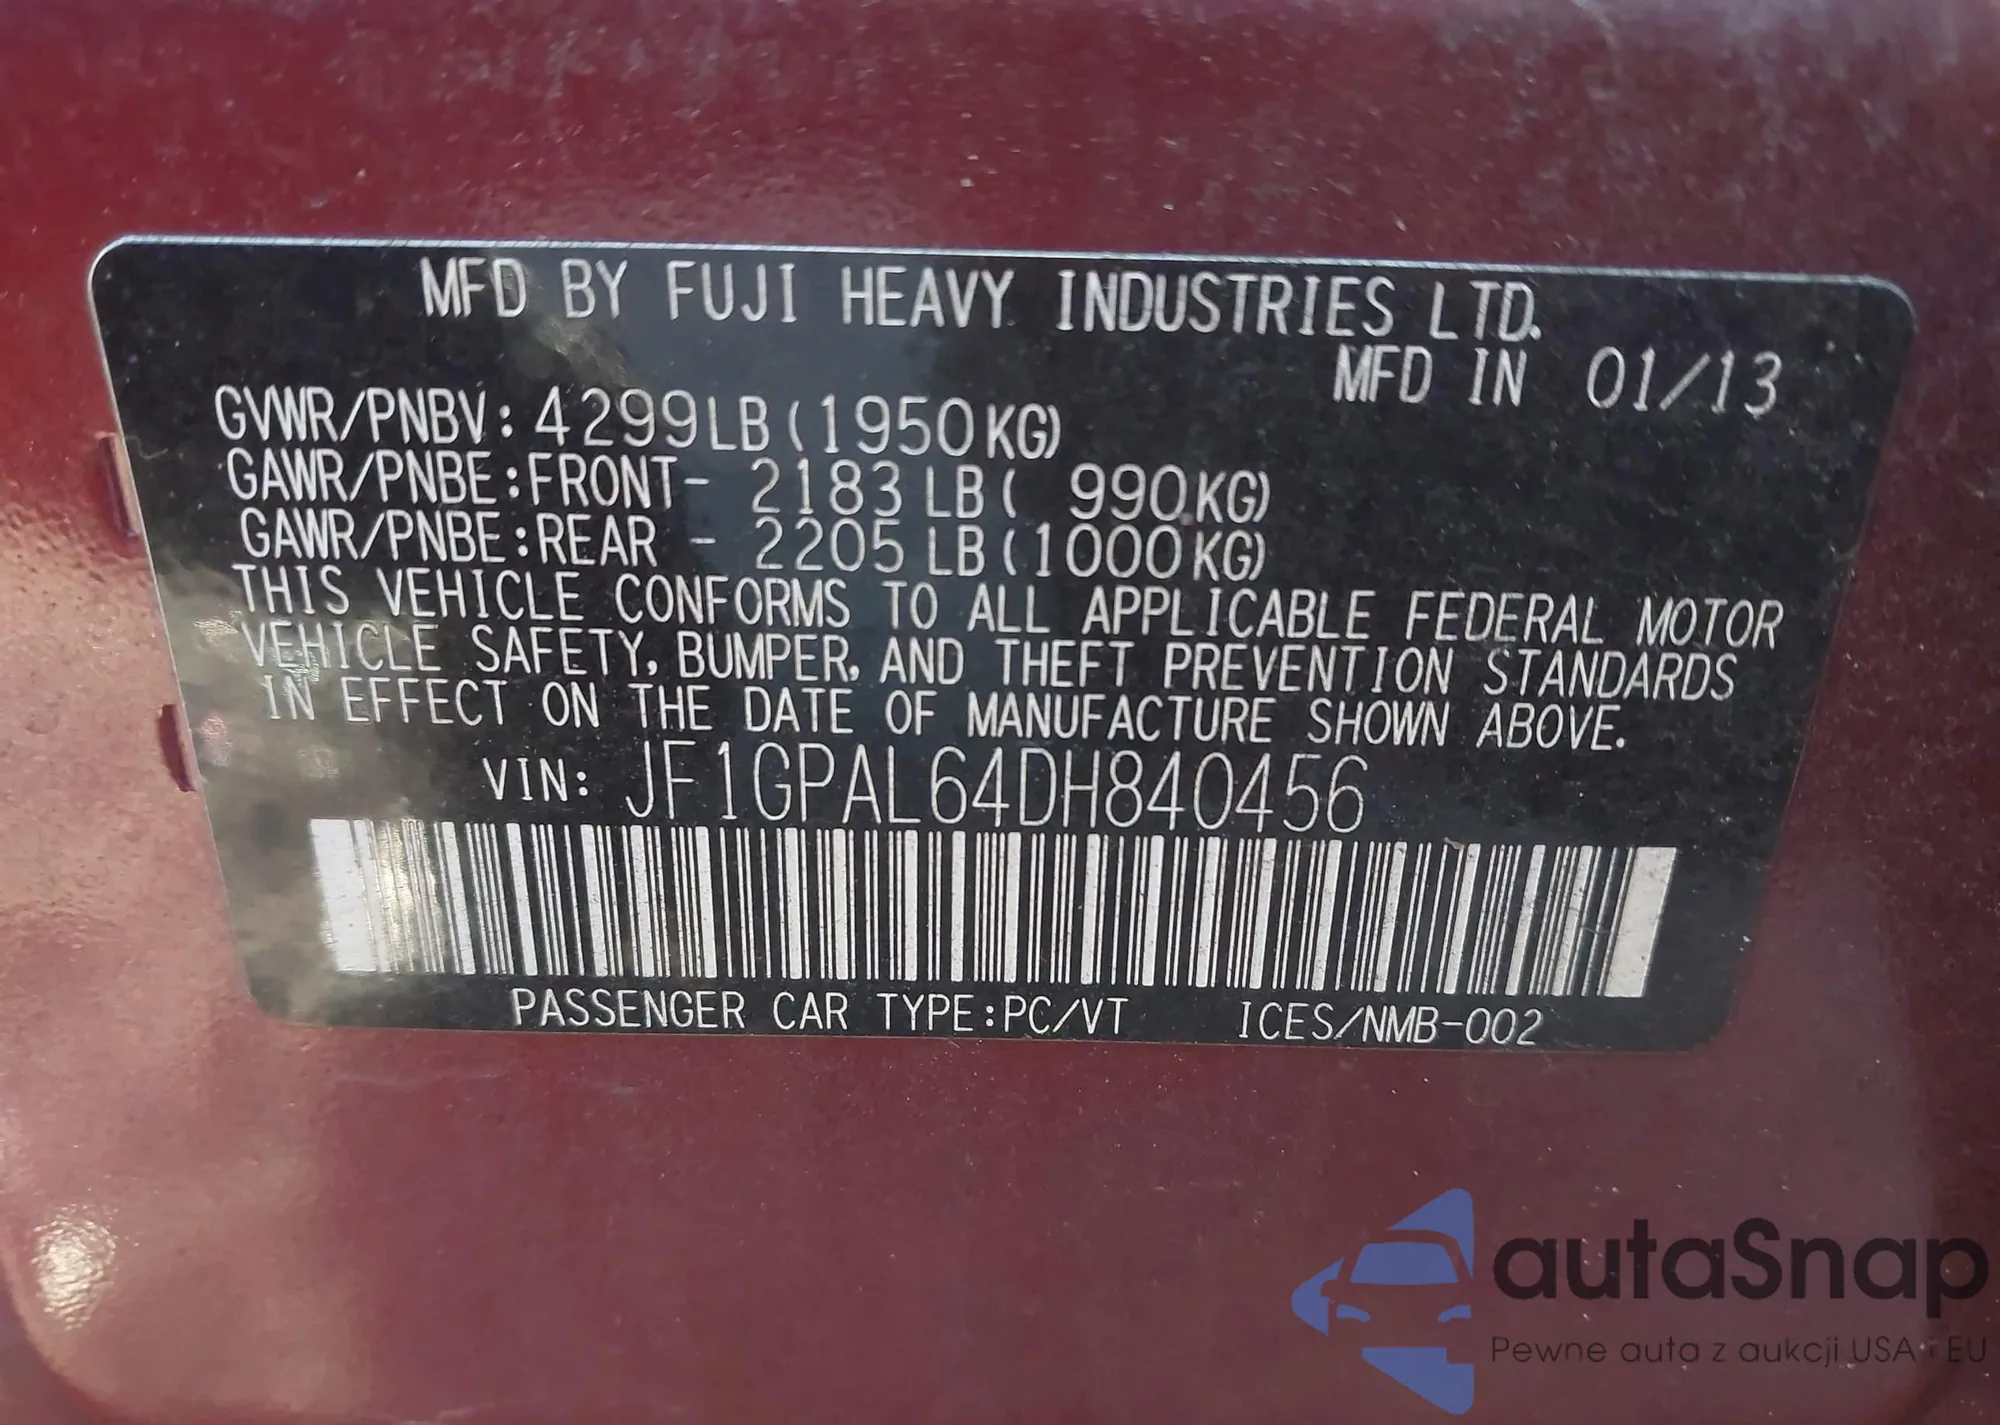 MFD BY FUJI HEAVY INDUSTRIES LTD.
MFD IN 01/13
GVWR/PNBV: 4299LB(1950KG)
GAWR/PNBE:FRONT- 2183LB( 990KG)
GAWR/PNBE:REAR - 2205LB(1000KG)
THIS VEHICLE CONFORMS TO ALL APPLICABLE FEDERAL MOTOR
VEHICLE SAFETY, BUMPER, AND THEFT PREVENTION STANDARDS
IN EFFECT ON THE DATE OF MANUFACTURE SHOWN ABOVE.
VIN: JF1GPAL64DH840456
PASSENGER CAR TYPE:PC/VT ICES/NMB-002
autaSnap
Pewne auta z aukcji USA i EU